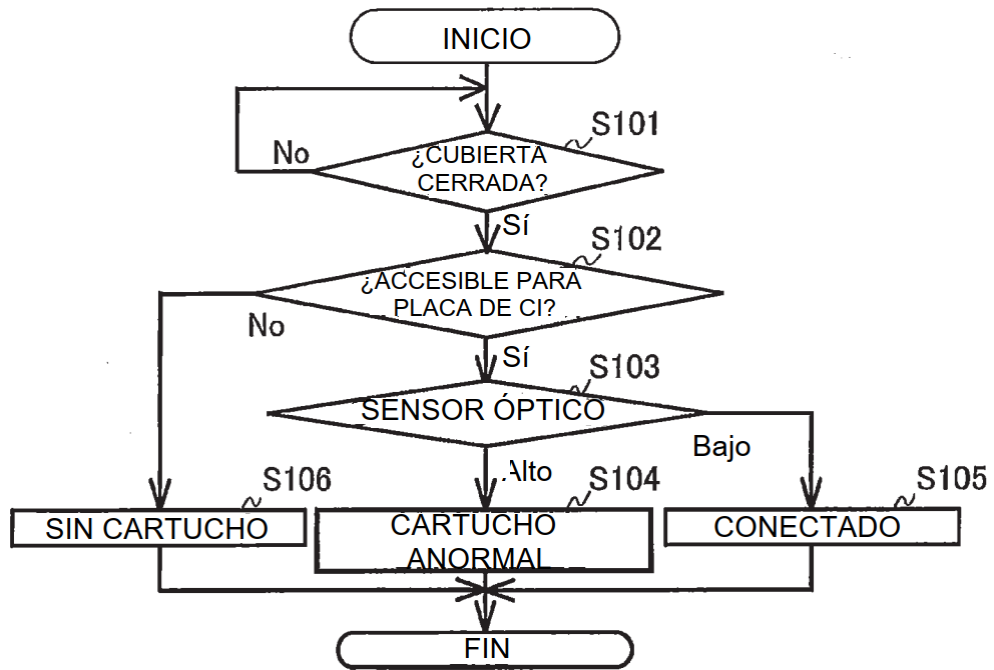 INICIO
S101
No
¿CUBIERTA
CERRADA?
Sí
S102
¿ACCESIBLE PARA
PLACA DE CI?
No
Sí
S103
SENSOR ÓPTICO
Bajo
Alto
S106
S104
S105
SIN CARTUCHO
CARTUCHO
ANORMAL
CONECTADO
FIN